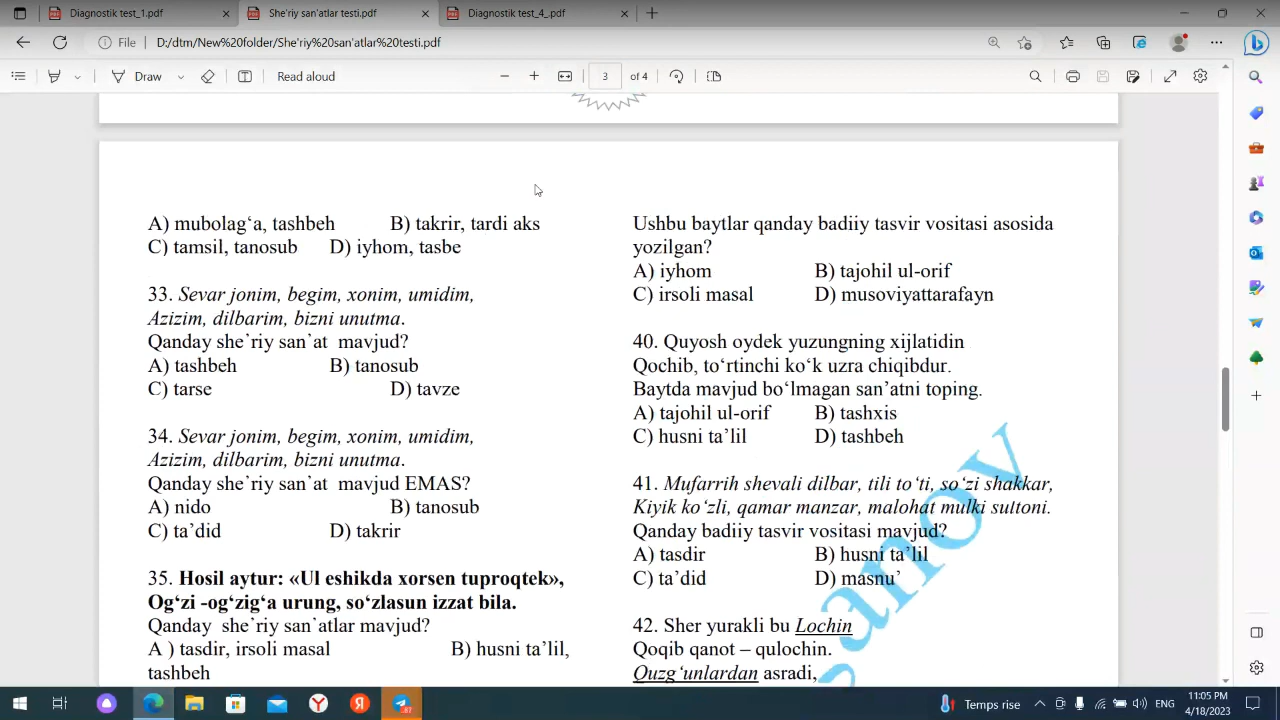 Diagnostik test_1.pdf
She'riy san'atlar testi.pdf
Diagnostik test_4_.pdf
File
D:/dtm/New%20folder/She'riy%20san'atlar%20testi.pdf
Draw
Read aloud
3
of 4
A) mubolag‘a, tashbeh B) takrir, tardi aks
C) tamsil, tanosub D) iyhom, tasbe
33. Sevar jonim, begim, xonim, umidim,
Azizim, dilbarim, bizni unutma.
Qanday she’riy san’at mavjud?
A) tashbeh B) tanosub
C) tarse D) tavze
34. Sevar jonim, begim, xonim, umidim,
Azizim, dilbarim, bizni unutma.
Qanday she’riy san’at mavjud EMAS?
A) nido B) tanosub
C) ta’did D) takrir
35. Hosil aytur: «Ul eshikda xorsen tuproqtek»,
Og‘zi -og‘zig‘a urung, so‘zlasun izzat bila.
Qanday she’riy san’atlar mavjud?
A ) tasdir, irsoli masal B) husni ta’lil,
tashbeh
Ushbu baytlar qanday badiiy tasvir vositasi asosida
yozilgan?
A) iyhom B) tajohil ul-orif
C) irsoli masal D) musoviyattarafayn
40. Quyosh oydek yuzungning xijlatidin
Qochib, to‘rtinchi ko‘k uzra chiqibdur.
Baytda mavjud bo‘lmagan san’atni toping.
A) tajohil ul-orif B) tashxis
C) husni ta’lil D) tashbeh
41. Mufarrih shevali dilbar, tili to‘ti, so‘zi shakkar,
Kiyik ko‘zli, qamar manzar, malohat mulki sultoni.
Qanday badiiy tasvir vositasi mavjud?
A) tasdir B) husni ta’lil
C) ta’did D) masnu’
42. Sher yurakli bu Lochin
Qoqib qanot – qulochin.
Quzg‘unlardan asradi,
Temps rise
ENG
11:05 PM
4/18/2023